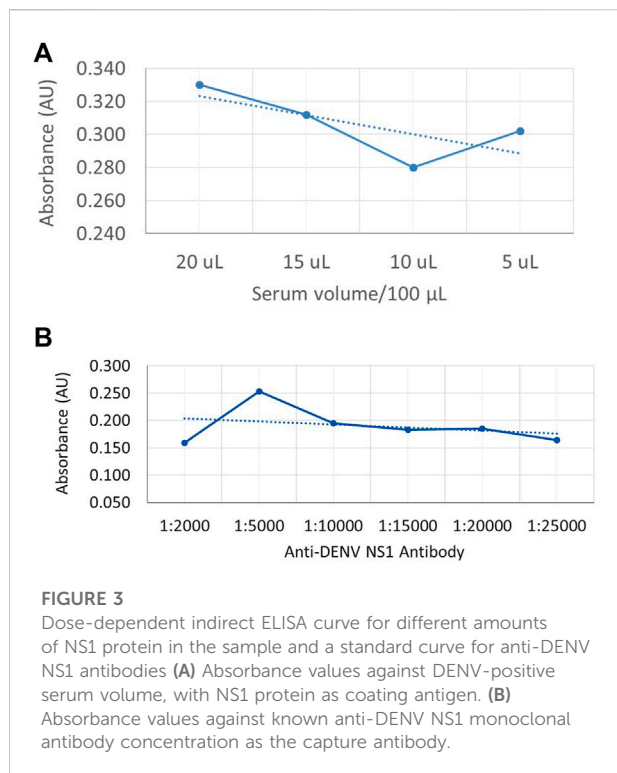 A
0.340
0.320
0.300
0.280
0.260
0.240
Absorbance (AU)
20 uL 15 uL 10 uL 5 uL
Serum volume/100 µL
B
0.300
0.250
0.200
0.150
0.100
0.050
Absorbance (AU)
1:2000 1:5000 1:10000 1:15000 1:20000 1:25000
Anti-DENV NS1 Antibody
FIGURE 3
Dose-dependent indirect ELISA curve for different amounts
of NS1 protein in the sample and a standard curve for anti-DENV
NS1 antibodies (A) Absorbance values against DENV-positive
serum volume, with NS1 protein as coating antigen. (B)
Absorbance values against known anti-DENV NS1 monoclonal
antibody concentration as the capture antibody.